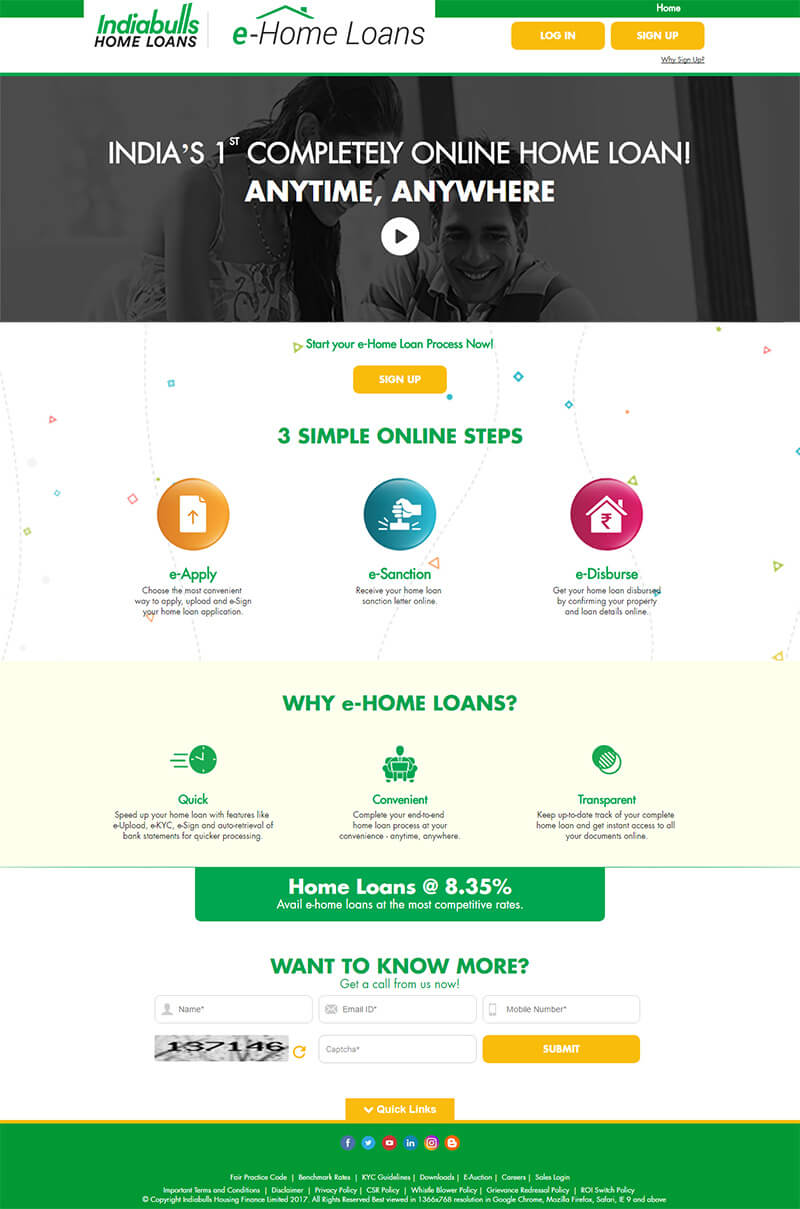 Home
Indiabulls
HOME LOANS
e-Home Loans
LOG IN
SIGN UP
Why Sign Up?
INDIA'S 1ST COMPLETELY ONLINE HOME LOAN!
ANYTIME, ANYWHERE
Start your e-Home Loan Process Now!
SIGN UP
3 SIMPLE ONLINE STEPS
e-Apply
Choose the most convenient
way to apply, upload and e-Sign
your home loan application.
e-Sanction
Receive your home loan
sanction letter online.
e-Disburse
Get your home loan disbursed
by confirming your property
and loan details online.
WHY e-HOME LOANS?
Quick
Speed up your home loan with features like
e-Upload, e-KYC, e-Sign and auto-retrieval of
bank statements for quicker processing.
Convenient
Complete your end-to-end
home loan process at your
convenience - anytime, anywhere.
Transparent
Keep up-to-date track of your complete
home loan and get instant access to all
your documents online.
Home Loans @ 8.35%
Avail e-home loans at the most competitive rates.
WANT TO KNOW MORE?
Get a call from us now!
Name*
Email ID*
Mobile Number*
137146
Captcha*
SUBMIT
Quick Links
Fair Practice Code | Benchmark Rates | KYC Guidelines | Downloads | E-Auction | Careers | Sales Login
Important Terms and Conditions | Disclaimer | Privacy Policy | CSR Policy | Whistle Blower Policy | Grievance Redressal Policy | ROI Switch Policy
© Copyright Indiabulls Housing Finance Limited 2017. All Rights Reserved Best viewed in 1366x768 resolution in Google Chrome, Mozilla Firefox, Safari, IE 9 and above